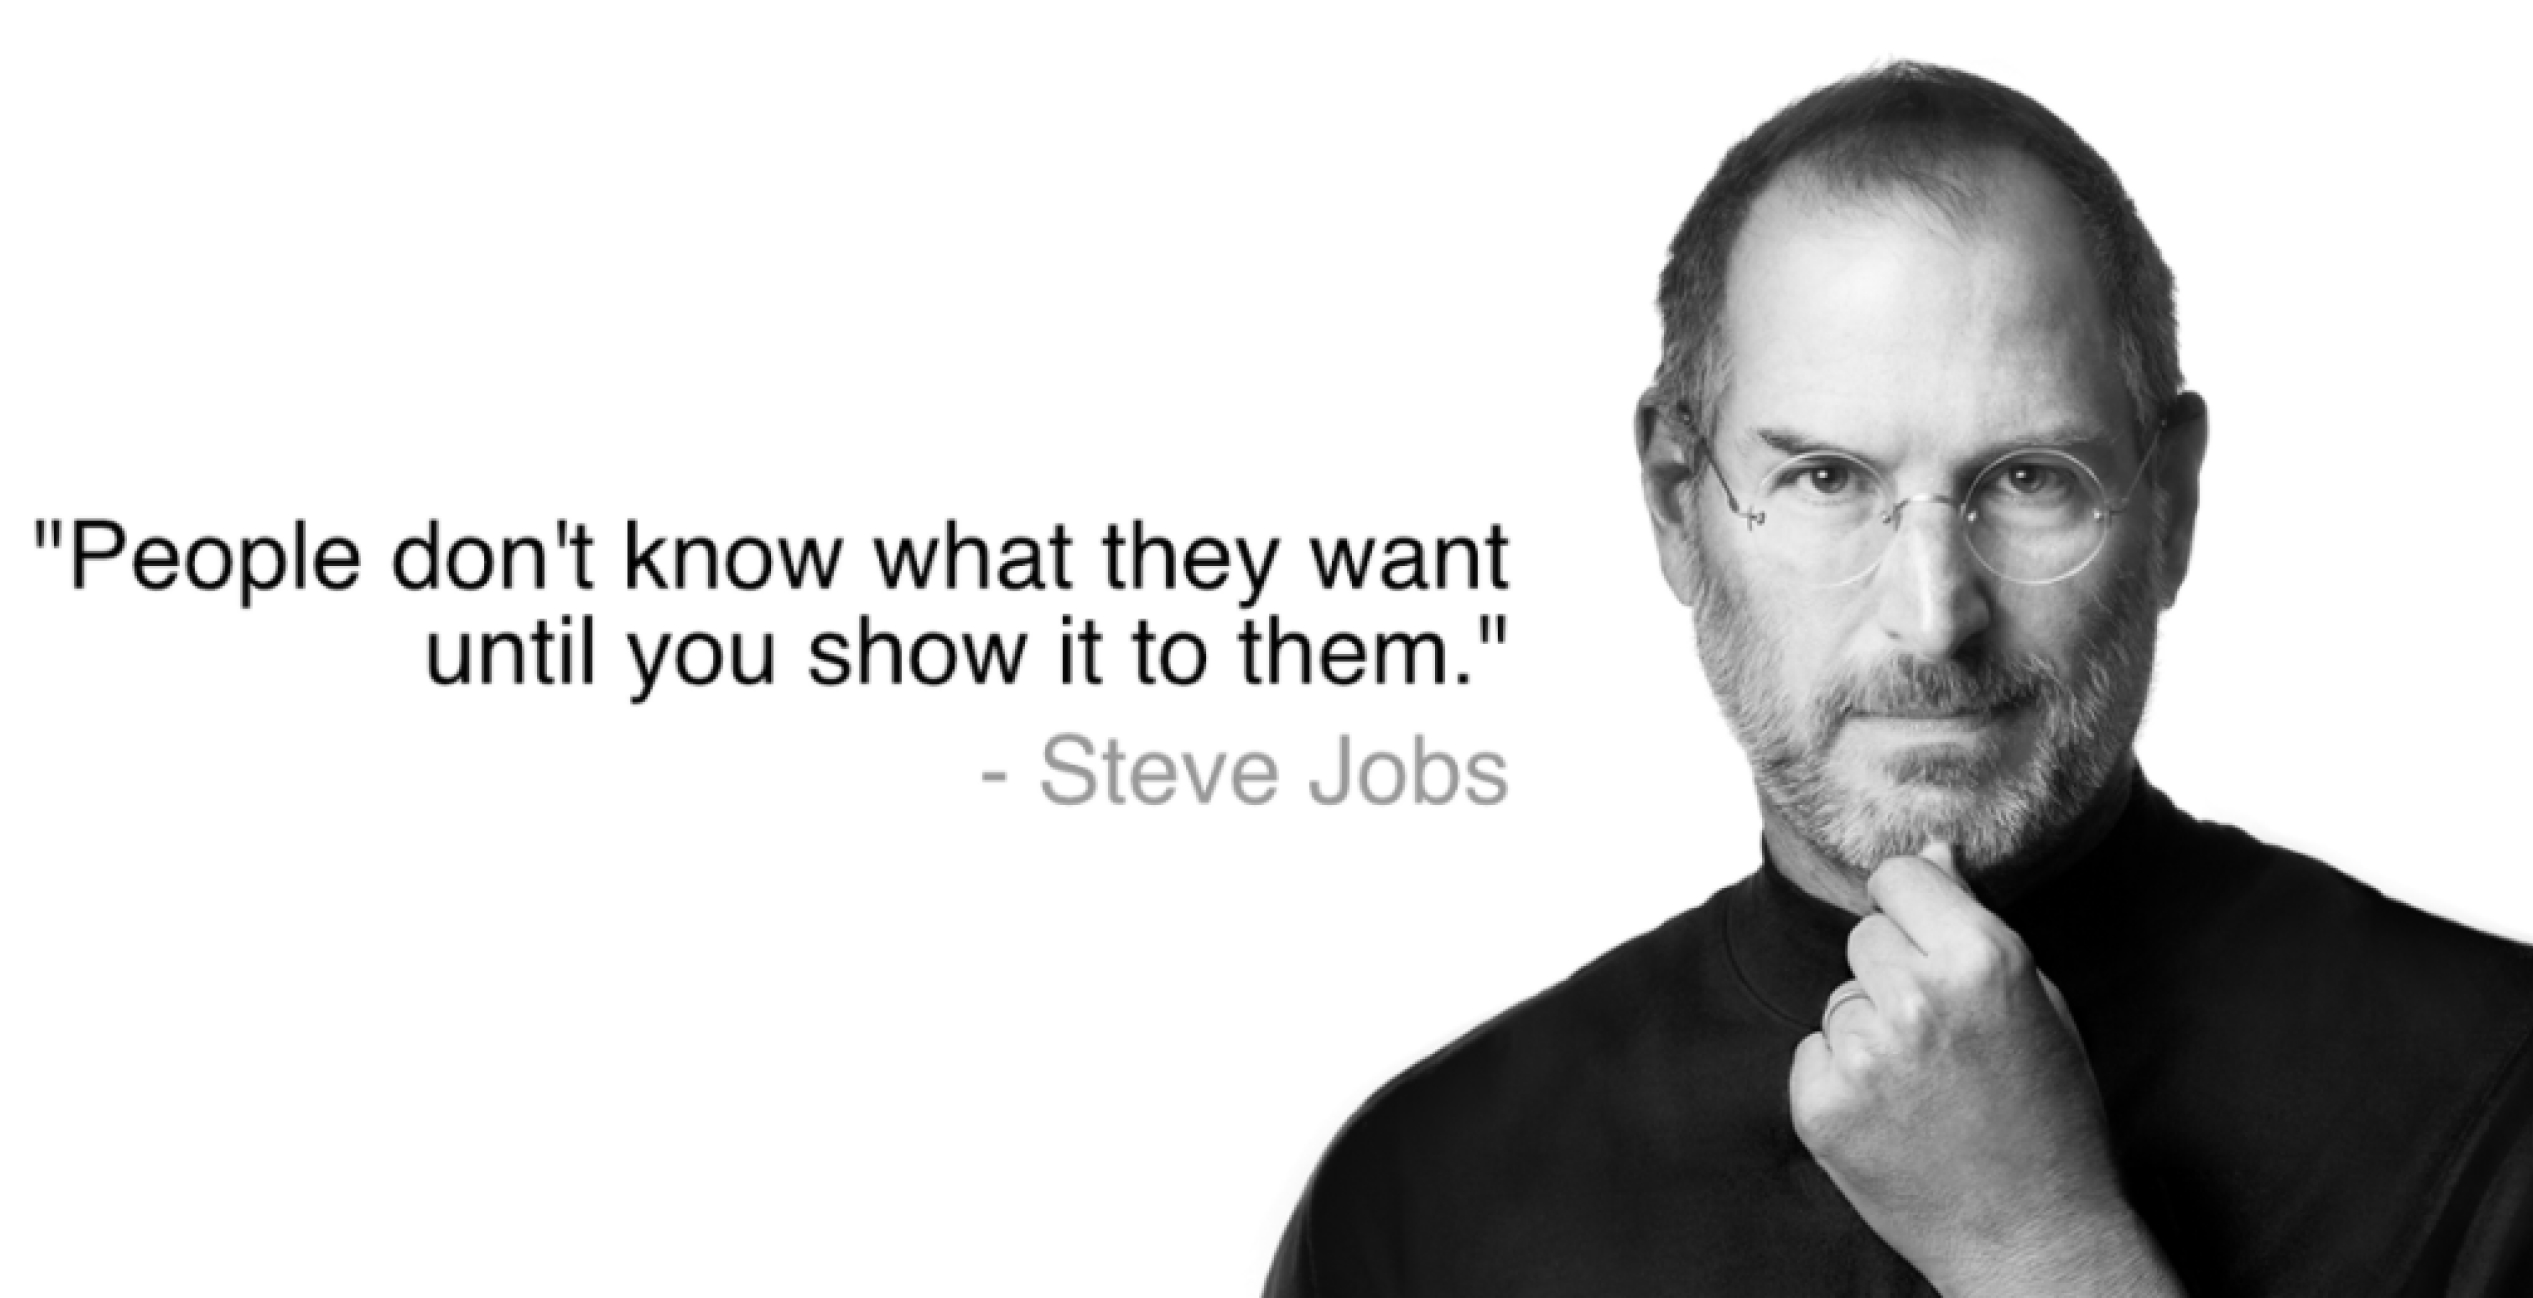 "People don't know what they want
until you show it to them."
- Steve Jobs